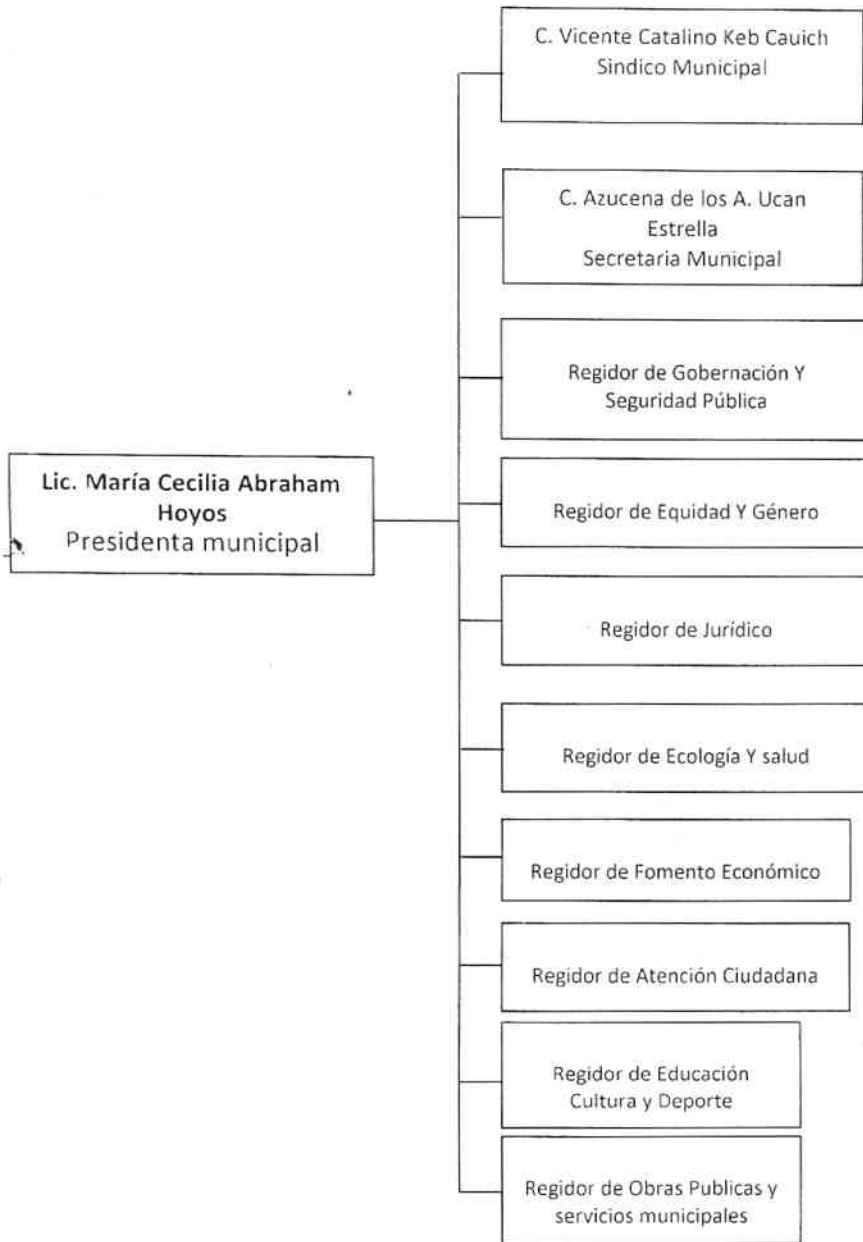 C. Vicente Catalino Keb Cauich
Sindico Municipal
C. Azucena de los A. Ucan
Estrella
Secretaria Municipal
Regidor de Gobernación Y
Seguridad Pública
Lic. María Cecilia Abraham
Hoyos
Presidenta municipal
Regidor de Equidad Y Género
Regidor de Jurídico
Regidor de Ecología Y salud
Regidor de Fomento Económico
Regidor de Atención Ciudadana
Regidor de Educación
Cultura y Deporte
Regidor de Obras Publicas y
servicios municipales